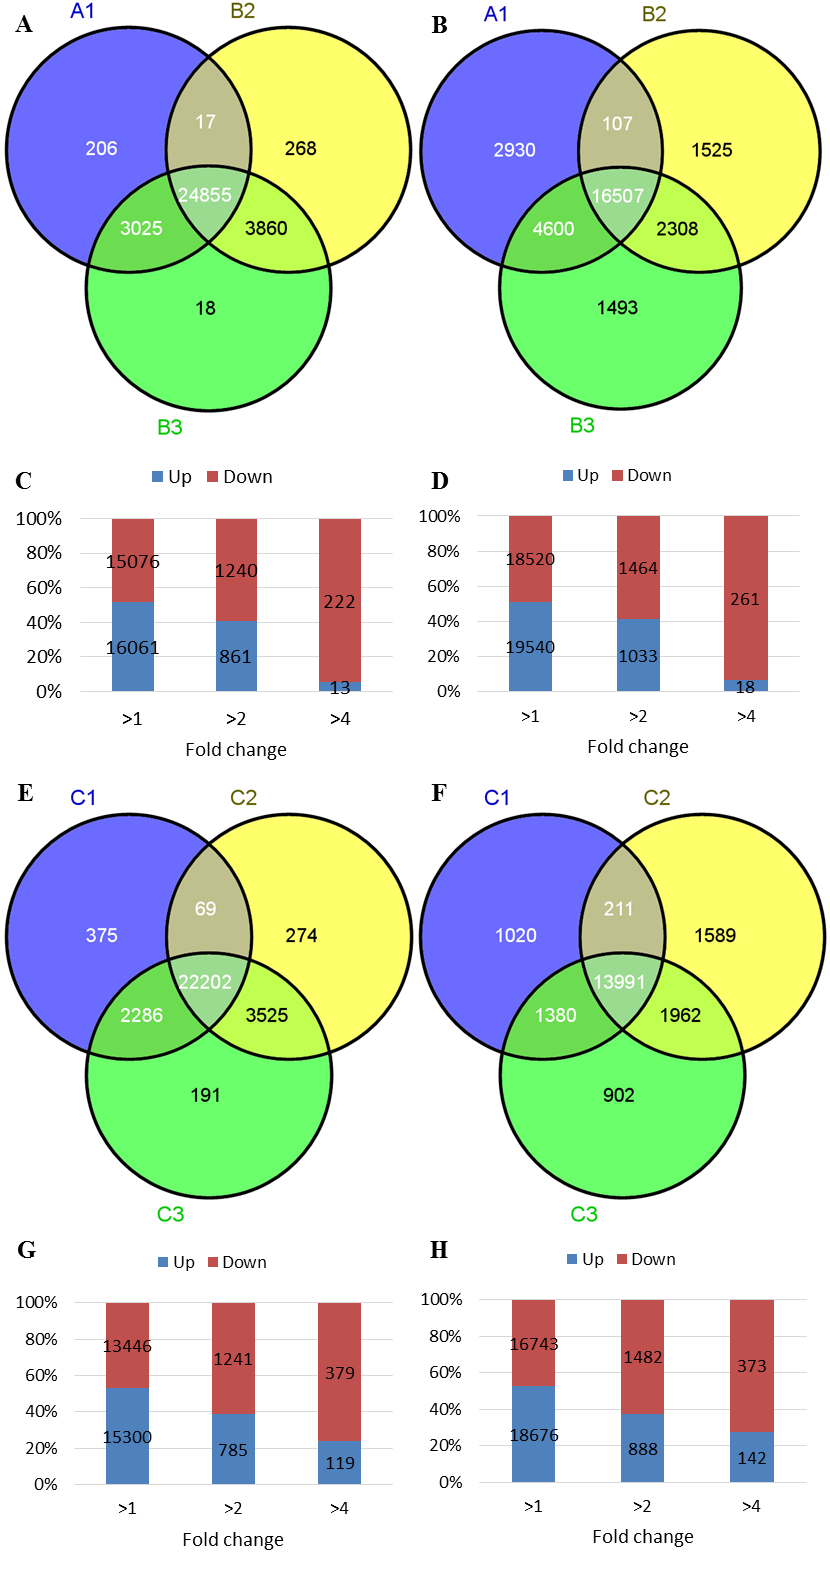 A
A1
B2
206
17
268
24855
3025
3860
18
B3
B
A1
B2
2930
107
1525
16507
4600
2308
1493
B3
C
Up Down
100%
80%
60%
40%
20%
0%
15076
1240
222
16061
861
13
>1 >2 >4
Fold change
D
Up Down
100%
80%
60%
40%
20%
0%
18520
1464
261
19540
1033
18
>1 >2 >4
Fold change
E
C1
C2
375
69
274
22202
2286
3525
191
C3
F
C1
C2
1020
211
1589
13991
1380
1962
902
C3
G
Up Down
100%
80%
60%
40%
20%
0%
13446
1241
379
15300
785
119
>1 >2 >4
Fold change
H
Up Down
100%
80%
60%
40%
20%
0%
16743
1482
373
18676
888
142
>1 >2 >4
Fold change